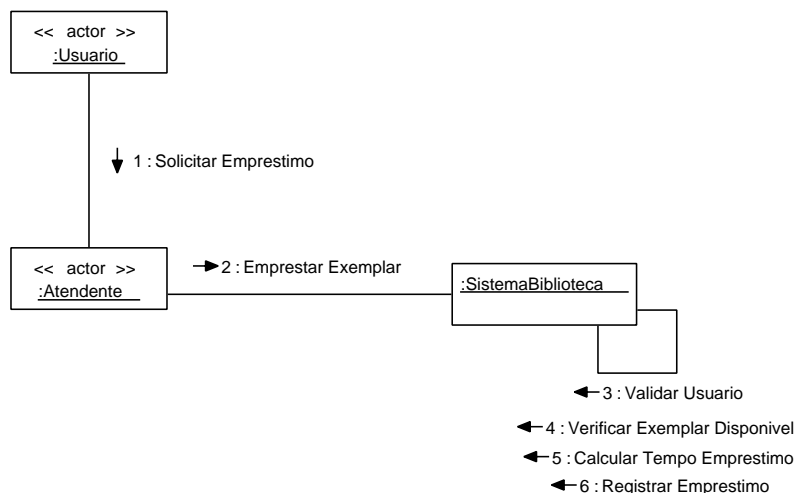 << actor >>
:Usuario
1 : Solicitar Emprestimo
<< actor >>
:Atendente
2 : Emprestar Exemplar
:SistemaBiblioteca
3 : Validar Usuario
4 : Verificar Exemplar Disponivel
5 : Calcular Tempo Emprestimo
6 : Registrar Emprestimo